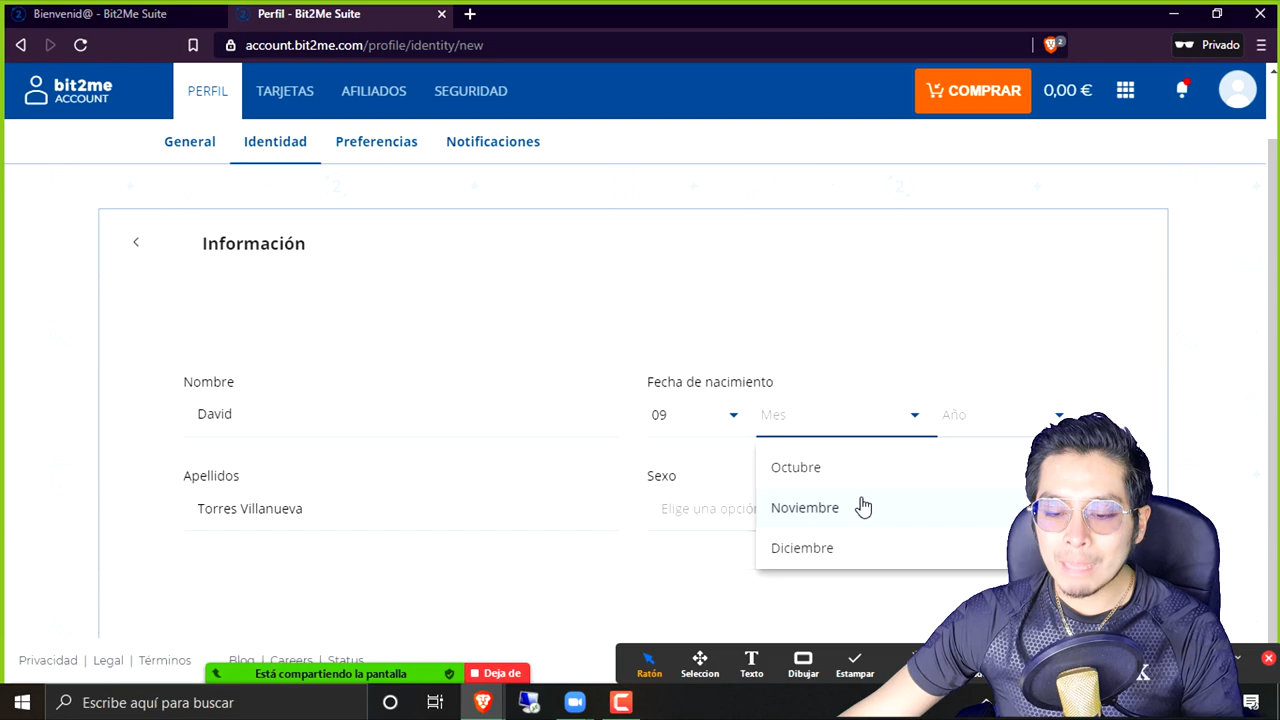 Bienvenid@ - Bit2Me Suite
Perfil - Bit2Me Suite
account.bit2me.com/profile/identity/new
2
Privado
bit2me
ACCOUNT
PERFIL
TARJETAS
AFILIADOS
SEGURIDAD
COMPRAR
0,00 €
General
Identidad
Preferencias
Notificaciones
Información
Nombre
David
Fecha de nacimiento
09
Mes
Año
Octubre
Noviembre
Diciembre
Apellidos
Torres Villanueva
Sexo
Elige una opción
Privacidad
Legal
Términos
Blog
Careers
Status
Está compartiendo la pantalla
Deja de
Ratón
Seleccion
Texto
Dibujar
Estampar
Escribe aquí para buscar